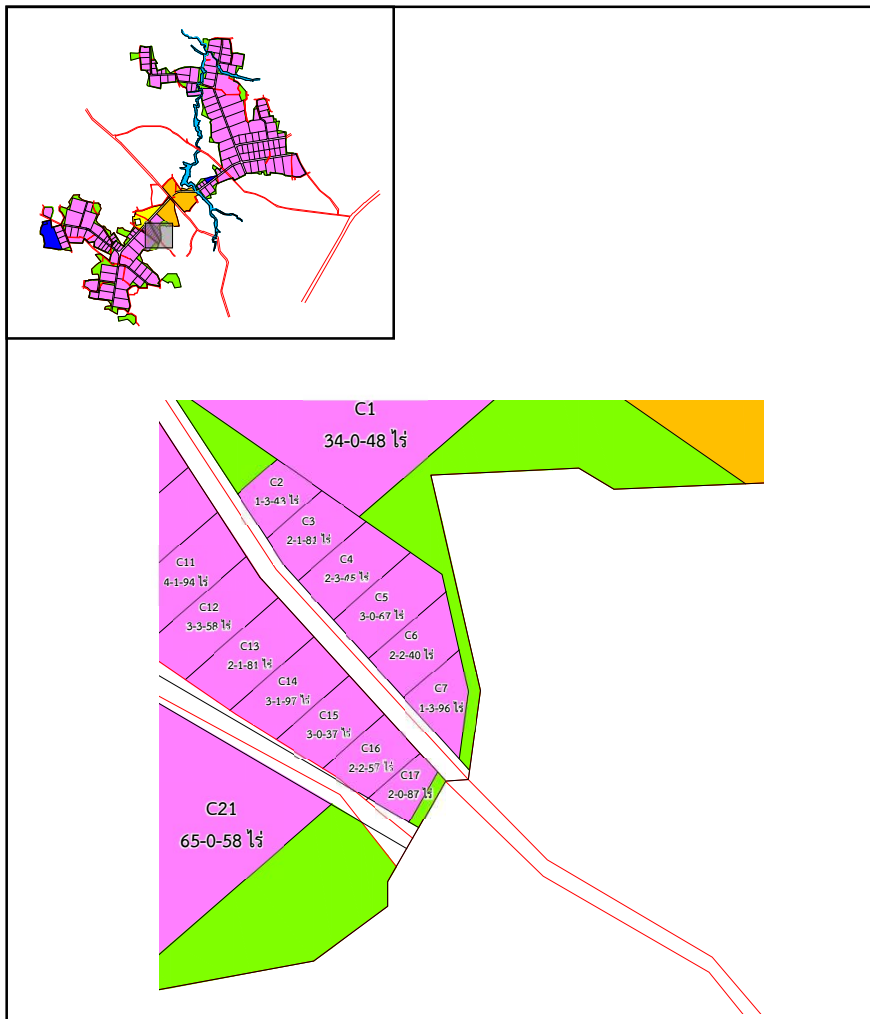 C1
34-0-48 ไร่
C2
1-3-43 ไร่
C3
2-1-81 ไร่
C4
2-3-45 ไร่
C5
3-0-67 ไร่
C6
2-2-40 ไร่
C7
1-3-96 ไร่
C11
4-1-94 ไร่
C12
3-3-58 ไร่
C13
2-1-81 ไร่
C14
3-1-97 ไร่
C15
3-0-37 ไร่
C16
2-2-57 ไร่
C17
2-0-87 ไร่
C21
65-0-58 ไร่